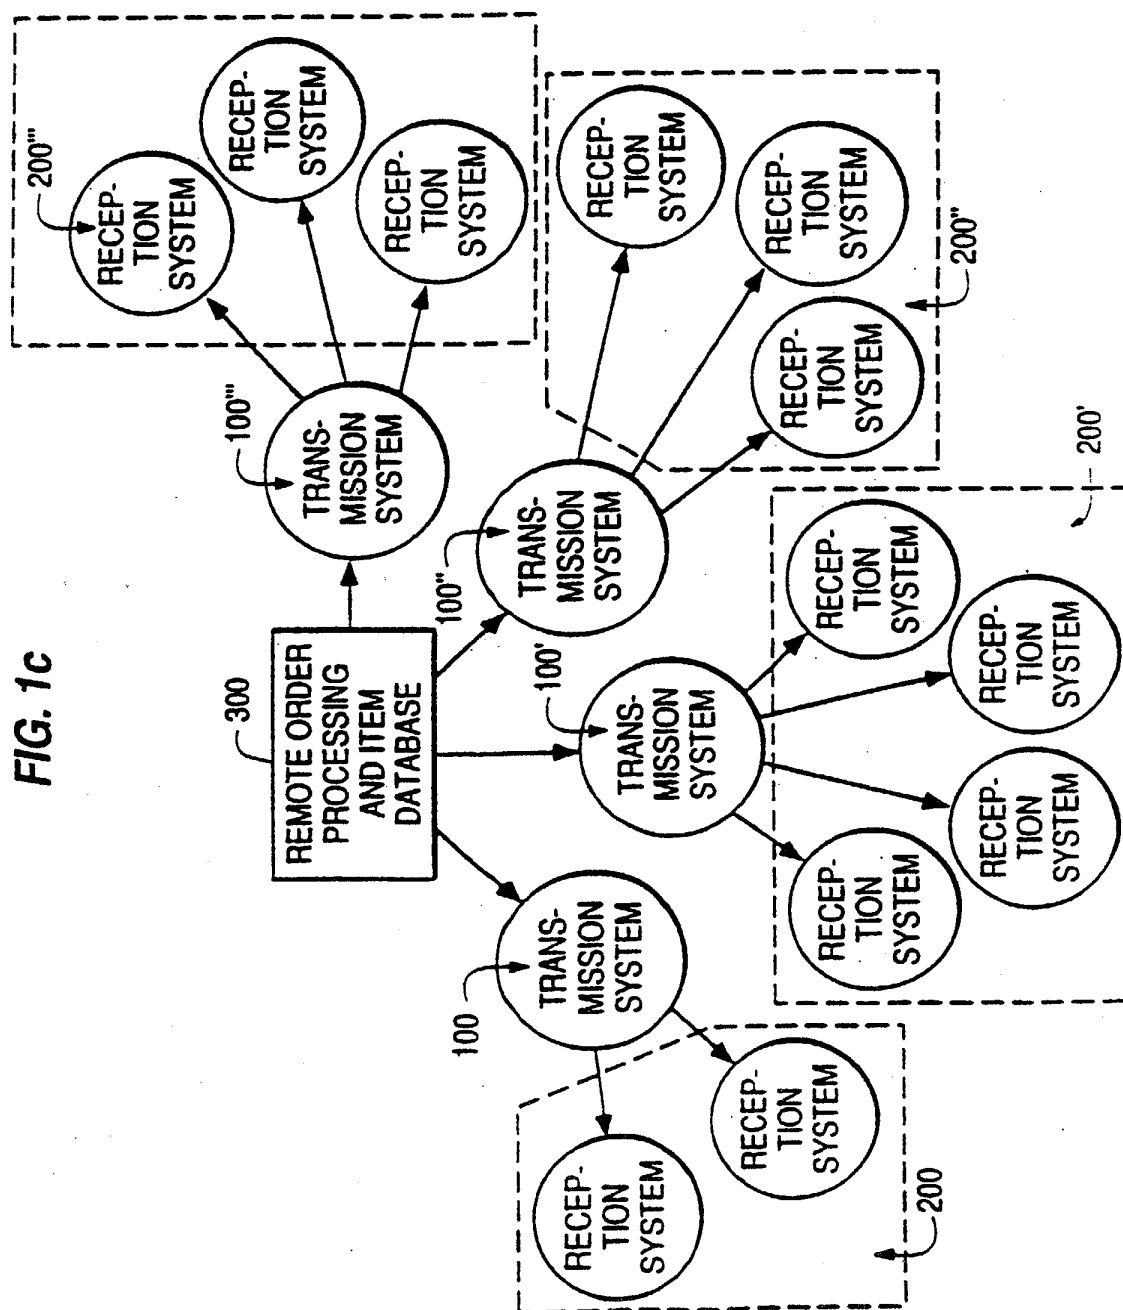 FIG. 1c
300
REMOTE ORDER
PROCESSING
AND ITEM
DATABASE
100
TRANS-
MISSION
SYSTEM
100'
TRANS-
MISSION
SYSTEM
100"
TRANS-
MISSION
SYSTEM
100'"
TRANS-
MISSION
SYSTEM
RECEP-
TION
SYSTEM
RECEP-
TION
SYSTEM
200
RECEP-
TION
SYSTEM
RECEP-
TION
SYSTEM
RECEP-
TION
SYSTEM
RECEP-
TION
SYSTEM
200'
RECEP-
TION
SYSTEM
RECEP-
TION
SYSTEM
RECEP-
TION
SYSTEM
200"
200'"
RECEP-
TION
SYSTEM
RECEP-
TION
SYSTEM
RECEP-
TION
SYSTEM